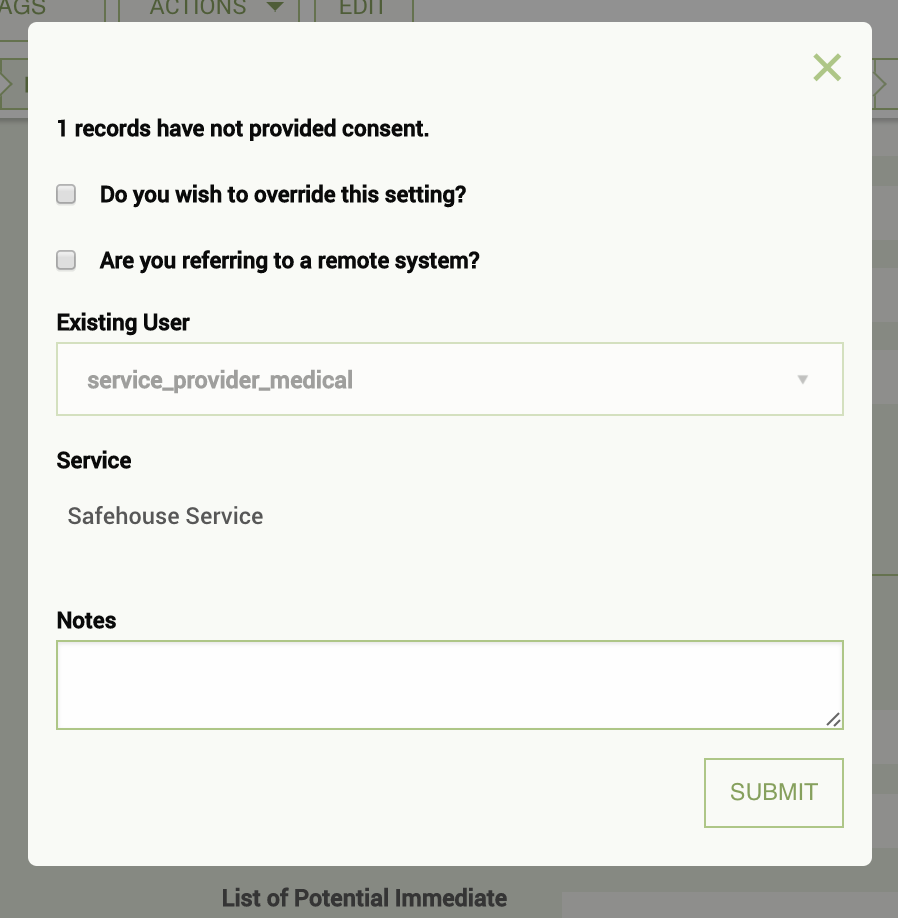 AGS
ACTIONS
EDIT
1 records have not provided consent.
Do you wish to override this setting?
Are you referring to a remote system?
Existing User
service_provider_medical
Service
Safehouse Service
Notes
SUBMIT
List of Potential Immediate